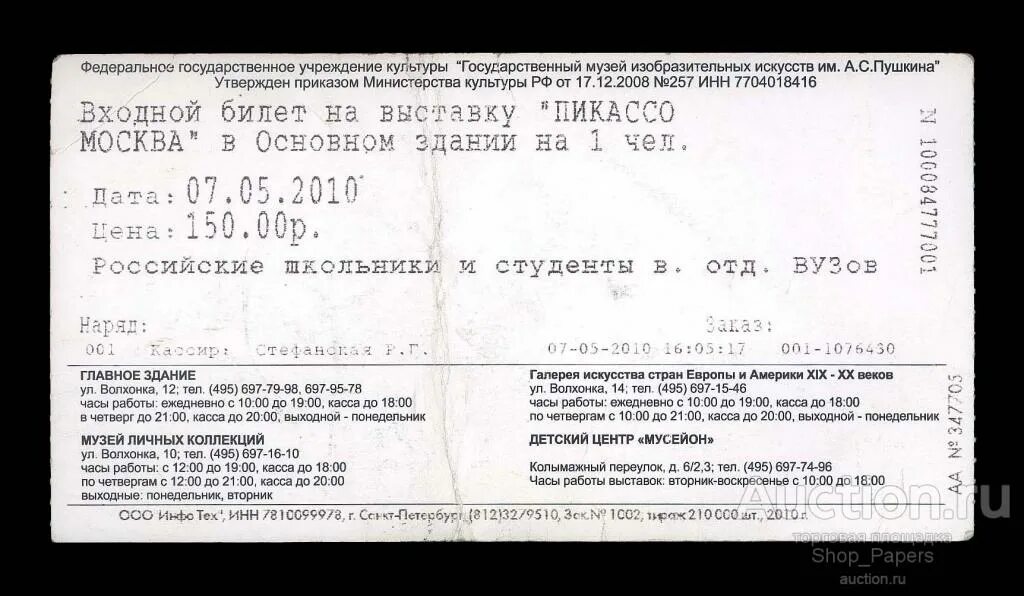 Федеральное государственное учреждение культуры "Государственный музей изобразительных искусств им. А.С.Пушкина"
Утвержден приказом Министерства культуры РФ от 17.12.2008 №257 ИНН 7704018416
Входной билет на выставку "ПИКАССО
МОСКВА" в Основном здании на 1 чел.
Дата: 07.05.2010
Цена: 150.00р.
Российские школьники и студенты в. отд. ВУЗов
N 100084777001
Наряд: Заказ:
001 Кассир: Стефанская Р.Г. 07-05-2010 16:05:17 001-1076430
ГЛАВНОЕ ЗДАНИЕ
ул. Волхонка, 12; тел. (495) 697-79-98, 697-95-78
часы работы: ежедневно с 10:00 до 19:00, касса до 18:00
в четверг до 21:00, касса до 20:00, выходной - понедельник
МУЗЕЙ ЛИЧНЫХ КОЛЛЕКЦИЙ
ул. Волхонка, 10; тел. (495) 697-16-10
часы работы: с 12:00 до 19:00, касса до 18:00
по четвергам с 12:00 до 21:00, касса до 20:00
выходные: понедельник, вторник
Галерея искусства стран Европы и Америки XIX - XX веков
ул. Волхонка, 14; тел. (495) 697-15-46
часы работы: ежедневно с 10:00 до 19:00, касса до 18:00
по четвергам с 10:00 до 21:00, касса до 20:00, выходной - понедельник
ДЕТСКИЙ ЦЕНТР «МУСЕЙОН»
Колымажный переулок, д. 6/2,3; тел. (495) 697-74-96
Часы работы выставок: вторник-воскресенье с 10:00 до 18:00
АА № 347705
ООО ИнфоТех", ИНН 7810099978, г. Санкт-Петербург (812)3279510, Зак.№ 1002, тираж 210 000 шт., 2010 г.
Auction.ru
торговая площадка
Shop_Papers
auction.ru